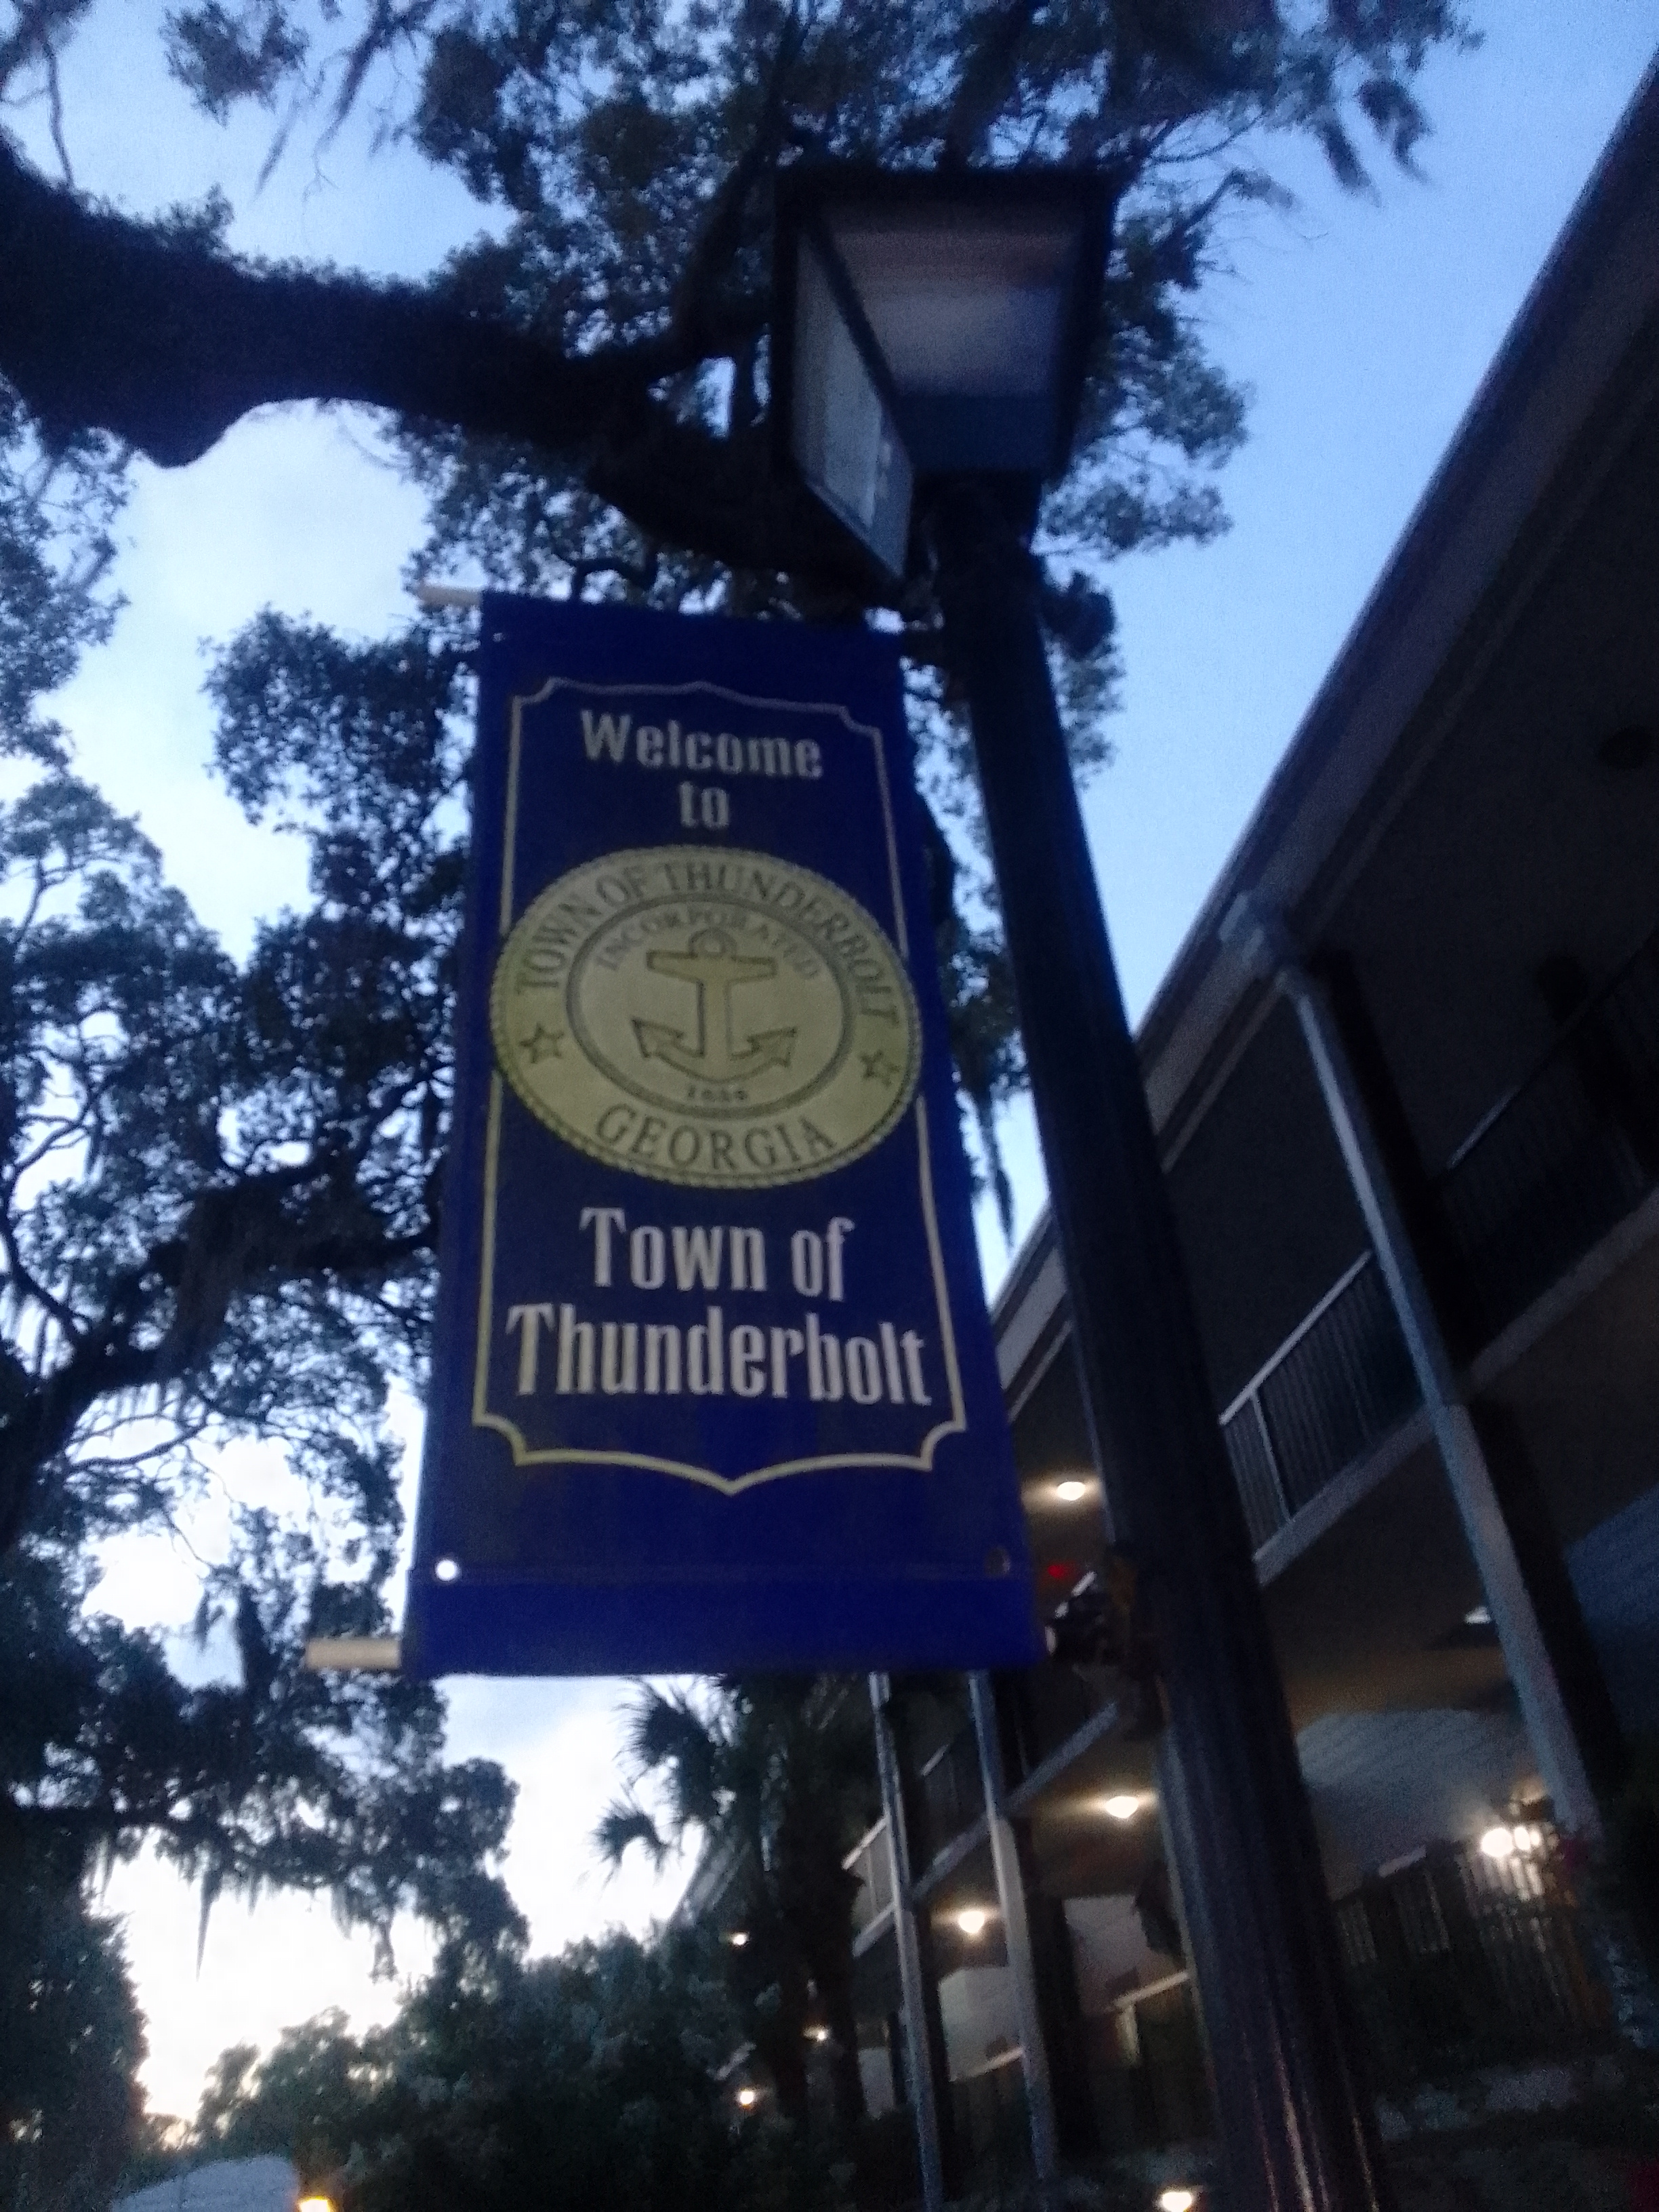 Welcome
to
TOWN OF THUNDERBOLT
INCORPORATED
GEORGIA
Town of
Thunderbolt